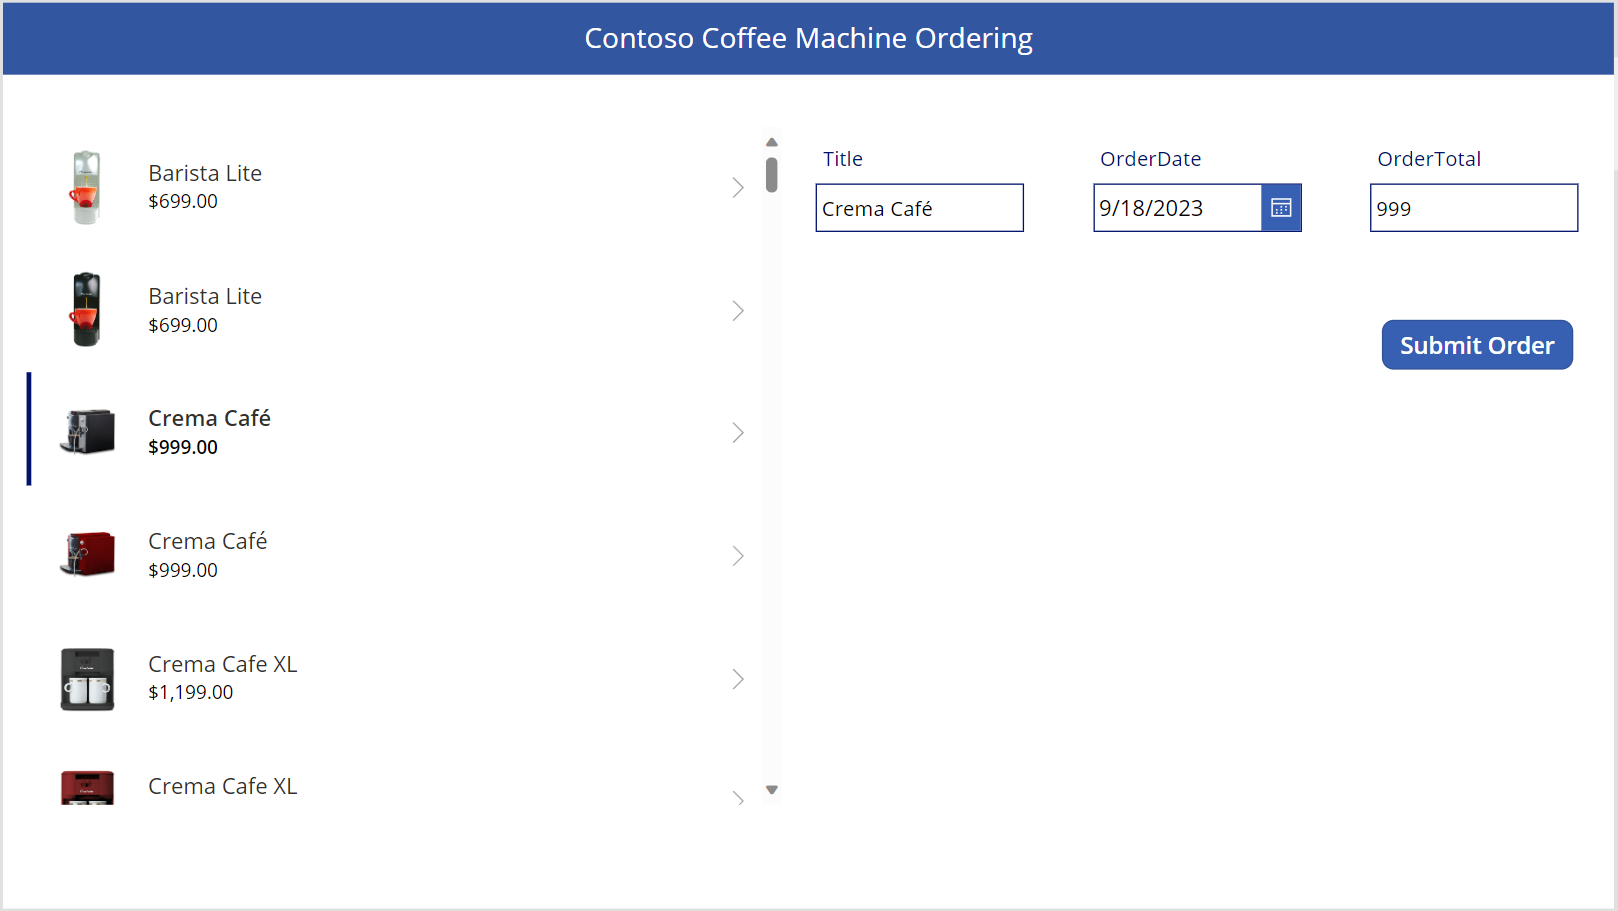 Contoso Coffee Machine Ordering
Barista Lite
$699.00
Barista Lite
$699.00
Crema Café
$999.00
Crema Café
$999.00
Crema Cafe XL
$1,199.00
Crema Cafe XL
Title
OrderDate
OrderTotal
Crema Café
9/18/2023
999
Submit Order